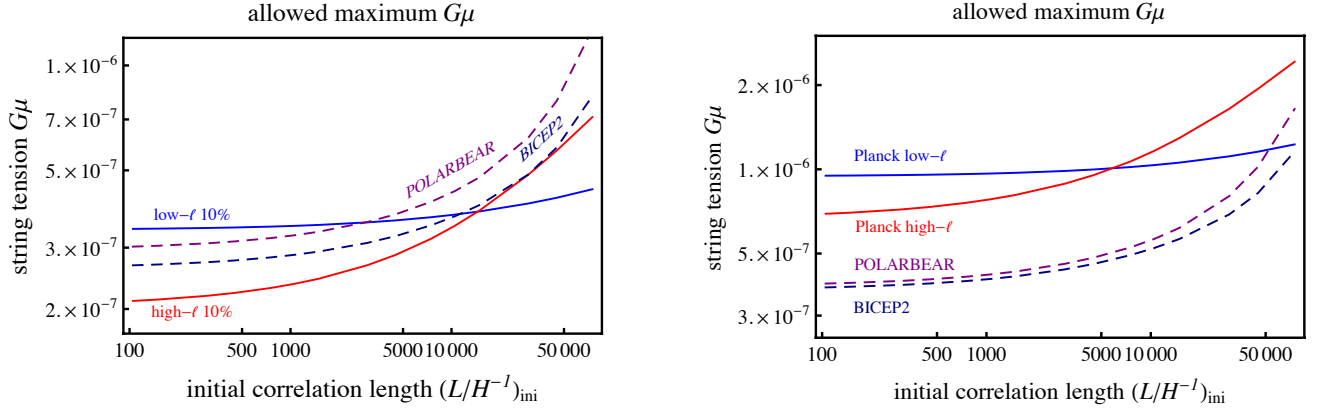 allowed maximum Gμ
string tension Gμ
1. × 10⁻⁶
7. × 10⁻⁷
5. × 10⁻⁷
3. × 10⁻⁷
2. × 10⁻⁷
POLARBEAR
BICEP2
low-ℓ 10%
high-ℓ 10%
100 500 1000 5000 10 000 50 000
initial correlation length (L/H⁻¹)ᵢₙᵢ
allowed maximum Gμ
string tension Gμ
2. × 10⁻⁶
1. × 10⁻⁶
5. × 10⁻⁷
3. × 10⁻⁷
Planck low-ℓ
Planck high-ℓ
POLARBEAR
BICEP2
100 500 1000 5000 10 000 50 000
initial correlation length (L/H⁻¹)ᵢₙᵢ